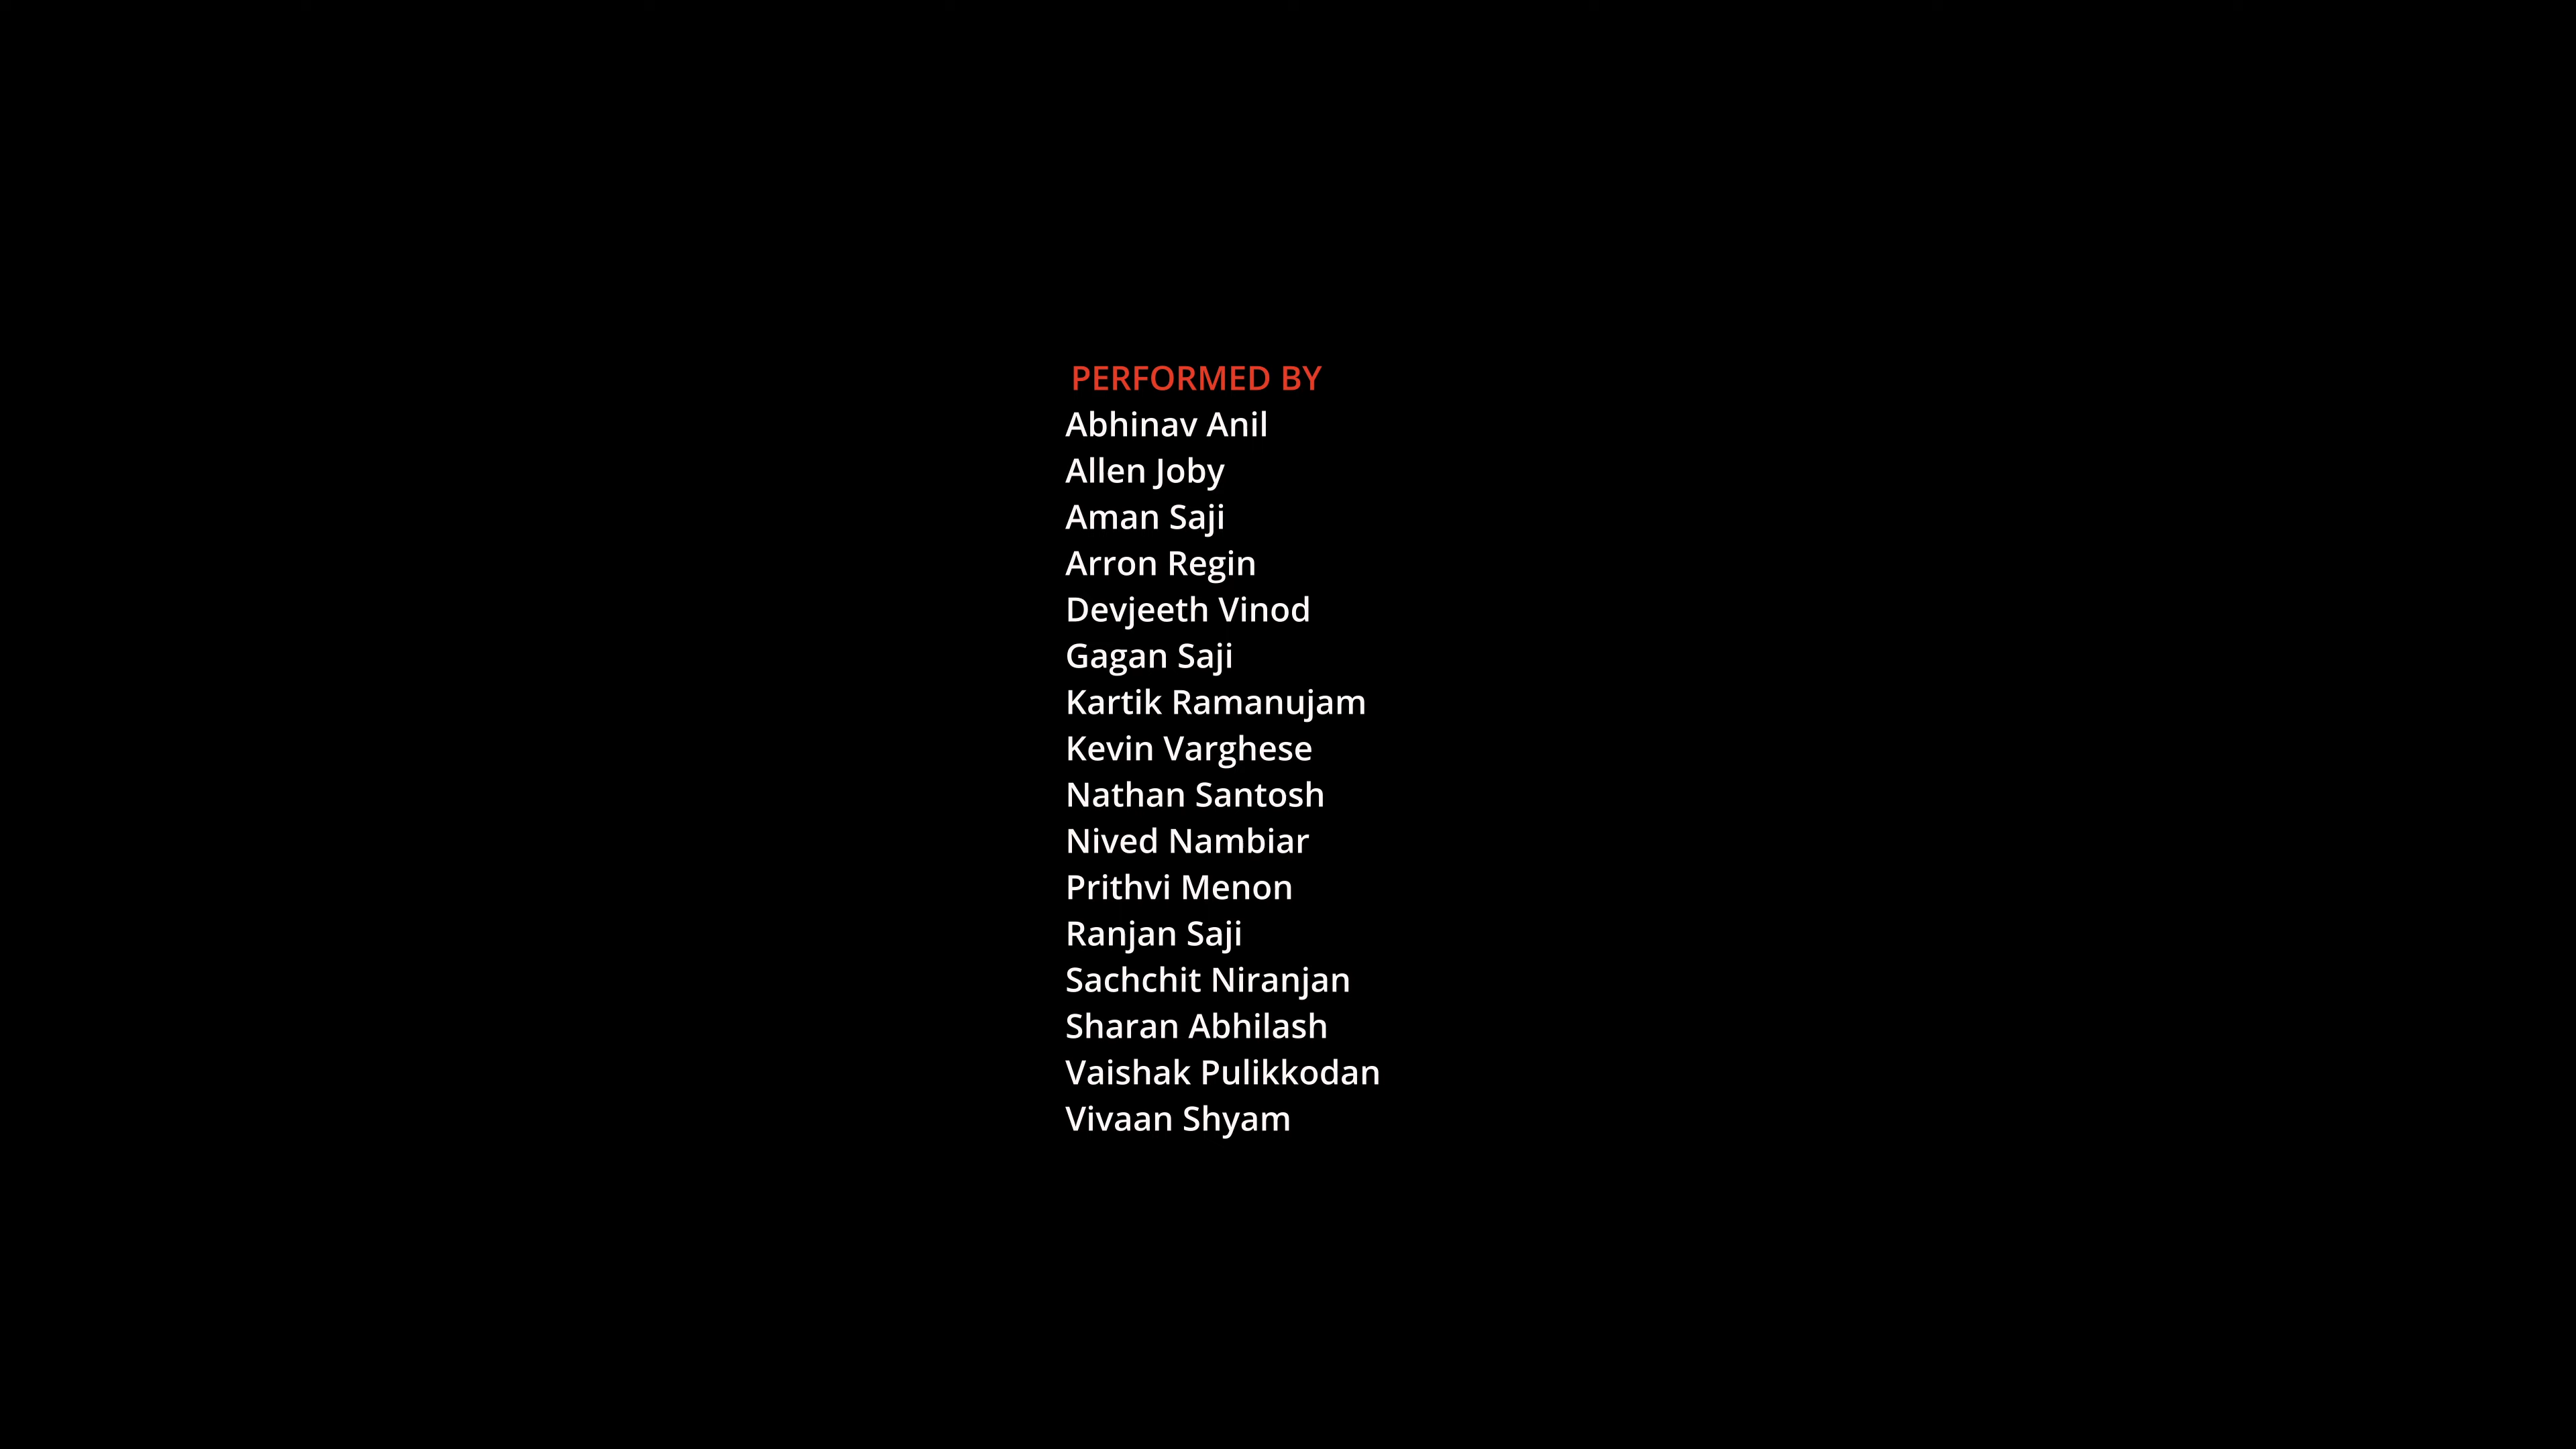 PERFORMED BY
Abhinav Anil
Allen Joby
Aman Saji
Arron Regin
Devjeeth Vinod
Gagan Saji
Kartik Ramanujam
Kevin Varghese
Nathan Santosh
Nived Nambiar
Prithvi Menon
Ranjan Saji
Sachchit Niranjan
Sharan Abhilash
Vaishak Pulikkodan
Vivaan Shyam